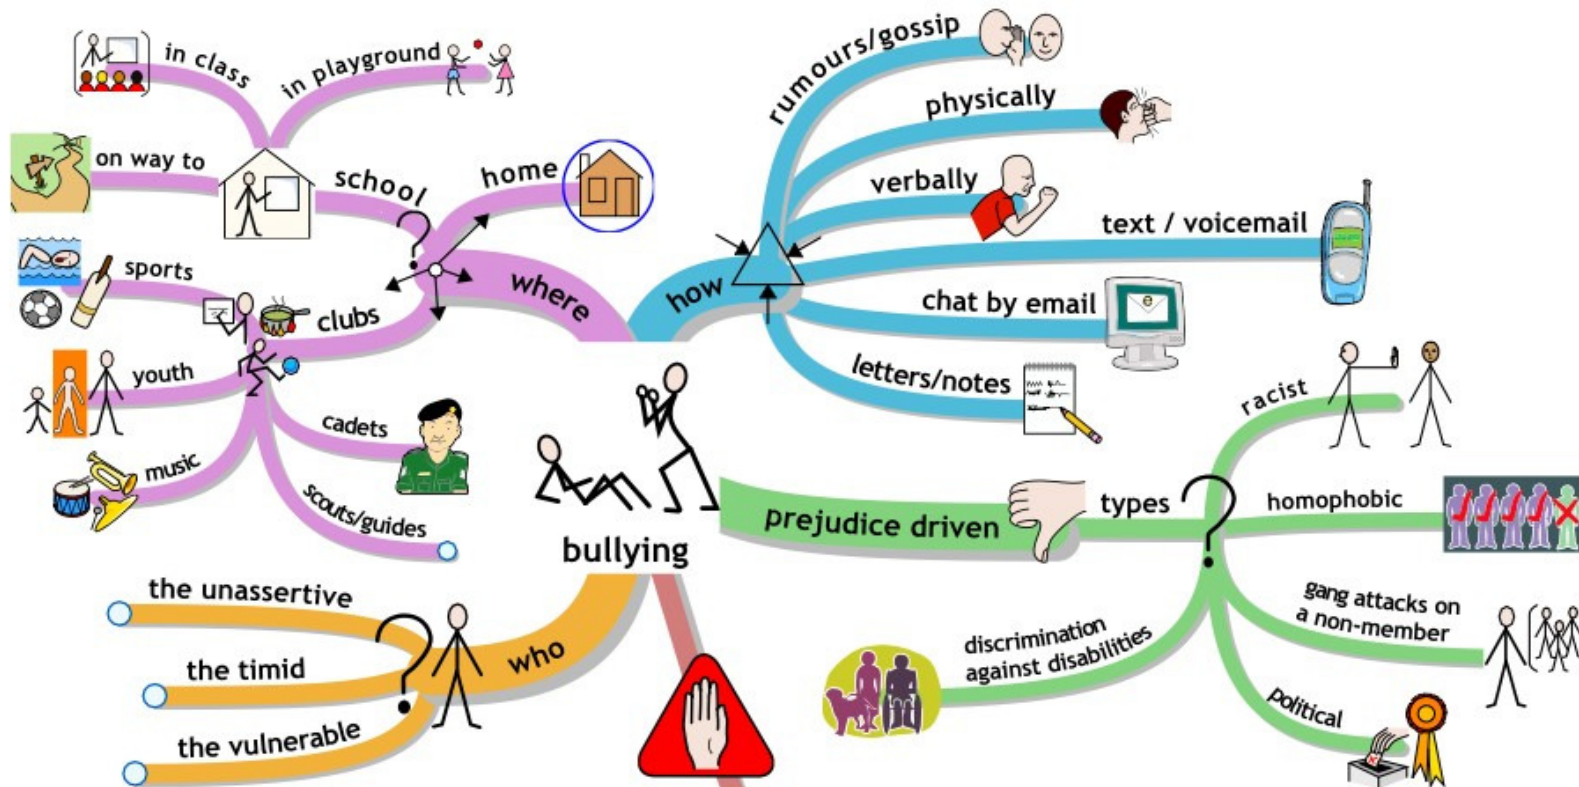 in class
in playground
on way to
school
home
where
sports
clubs
youth
cadets
music
scouts/guides
how
rumours/gossip
physically
verbally
text / voicemail
chat by email
letters/notes
bullying
prejudice driven
types
racist
homophobic
gang attacks on
a non-member
political
discrimination
against disabilities
who
the unassertive
the timid
the vulnerable